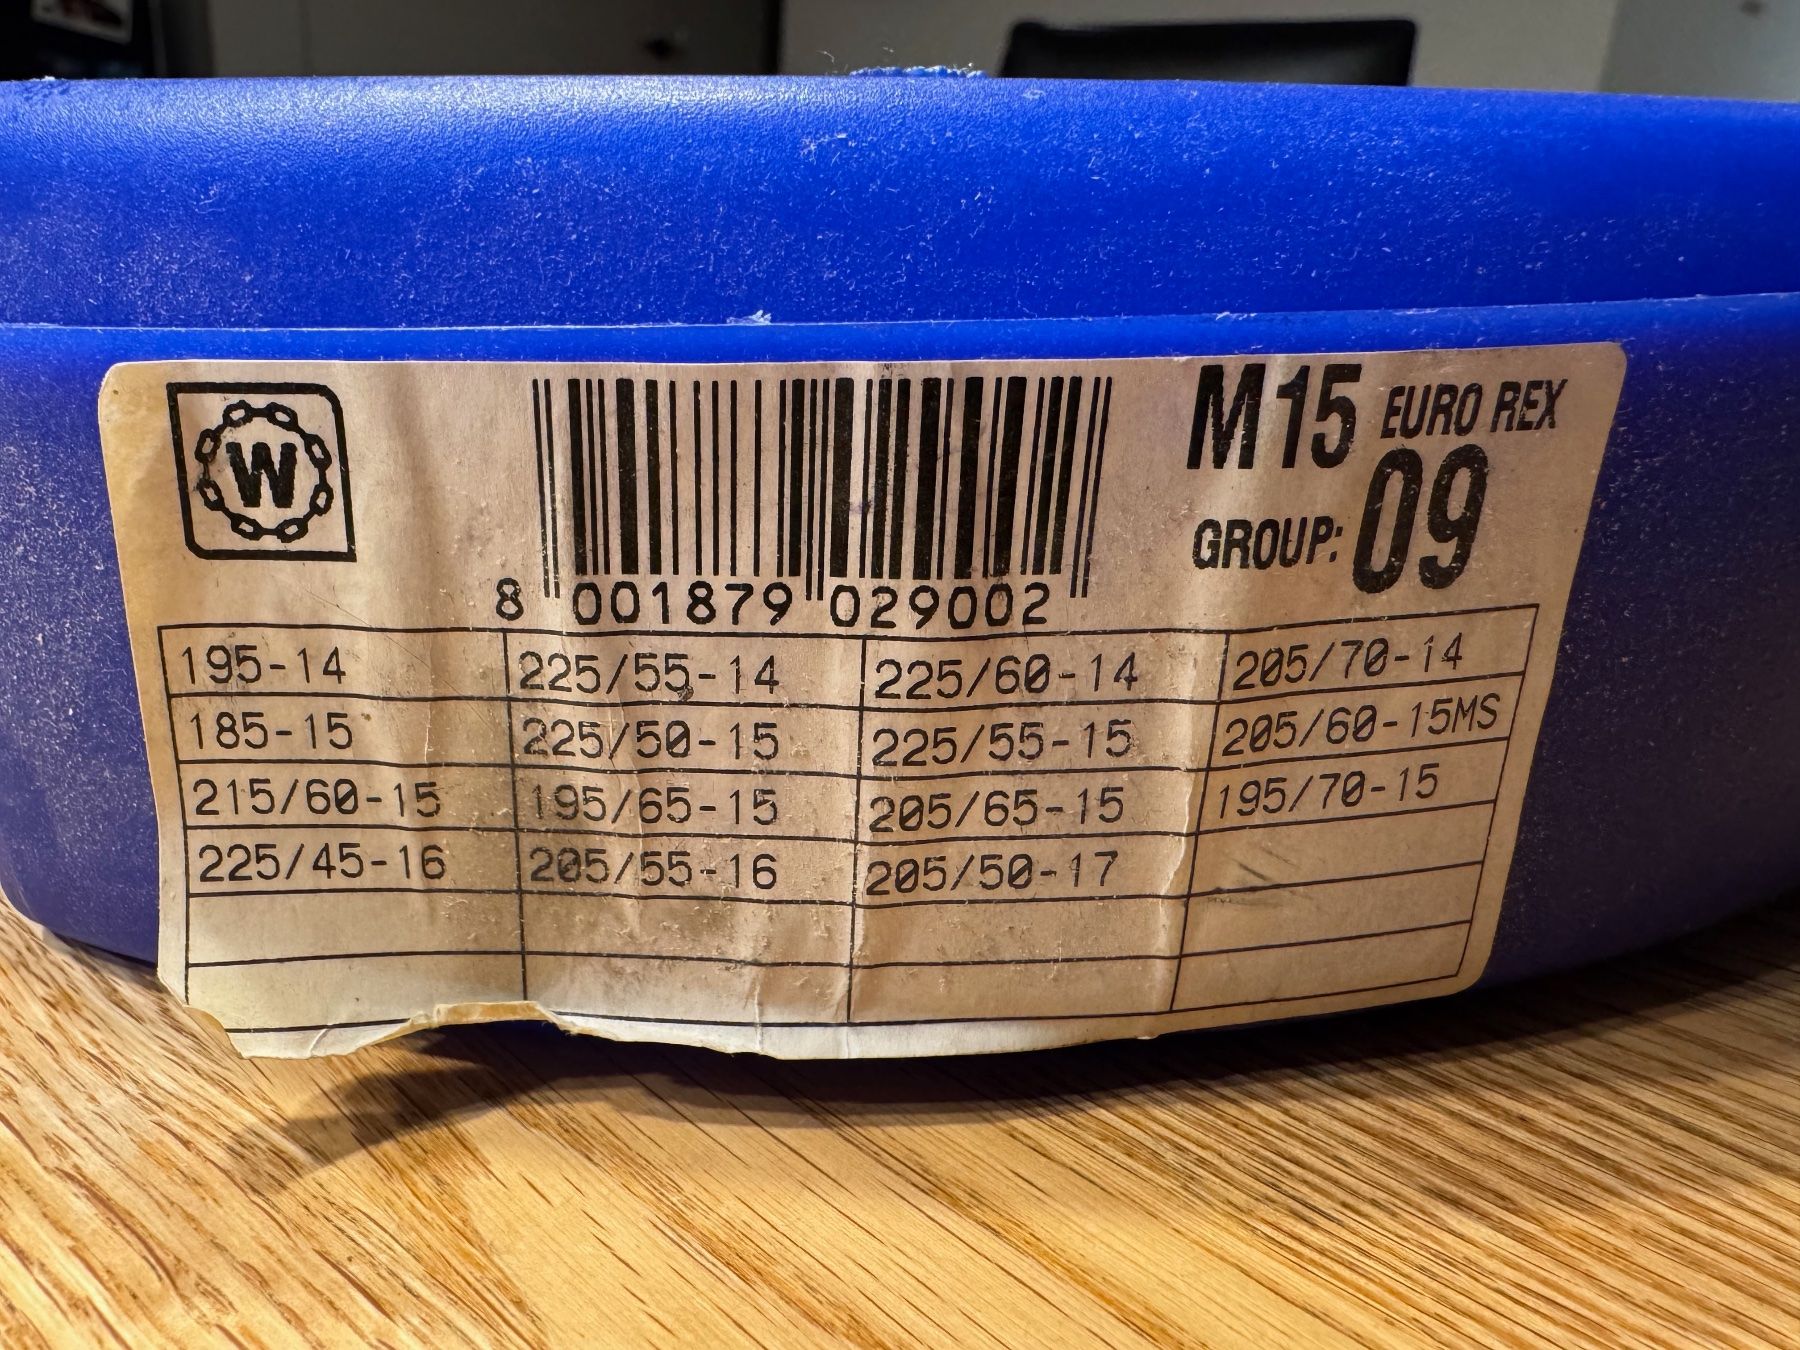 W
M15 EURO REX
GROUP: 09
8 001879 029002
195-14 225/55-14 225/60-14 205/70-14
185-15 225/50-15 225/55-15 205/60-15MS
215/60-15 195/65-15 205/65-15 195/70-15
225/45-16 205/55-16 205/50-17